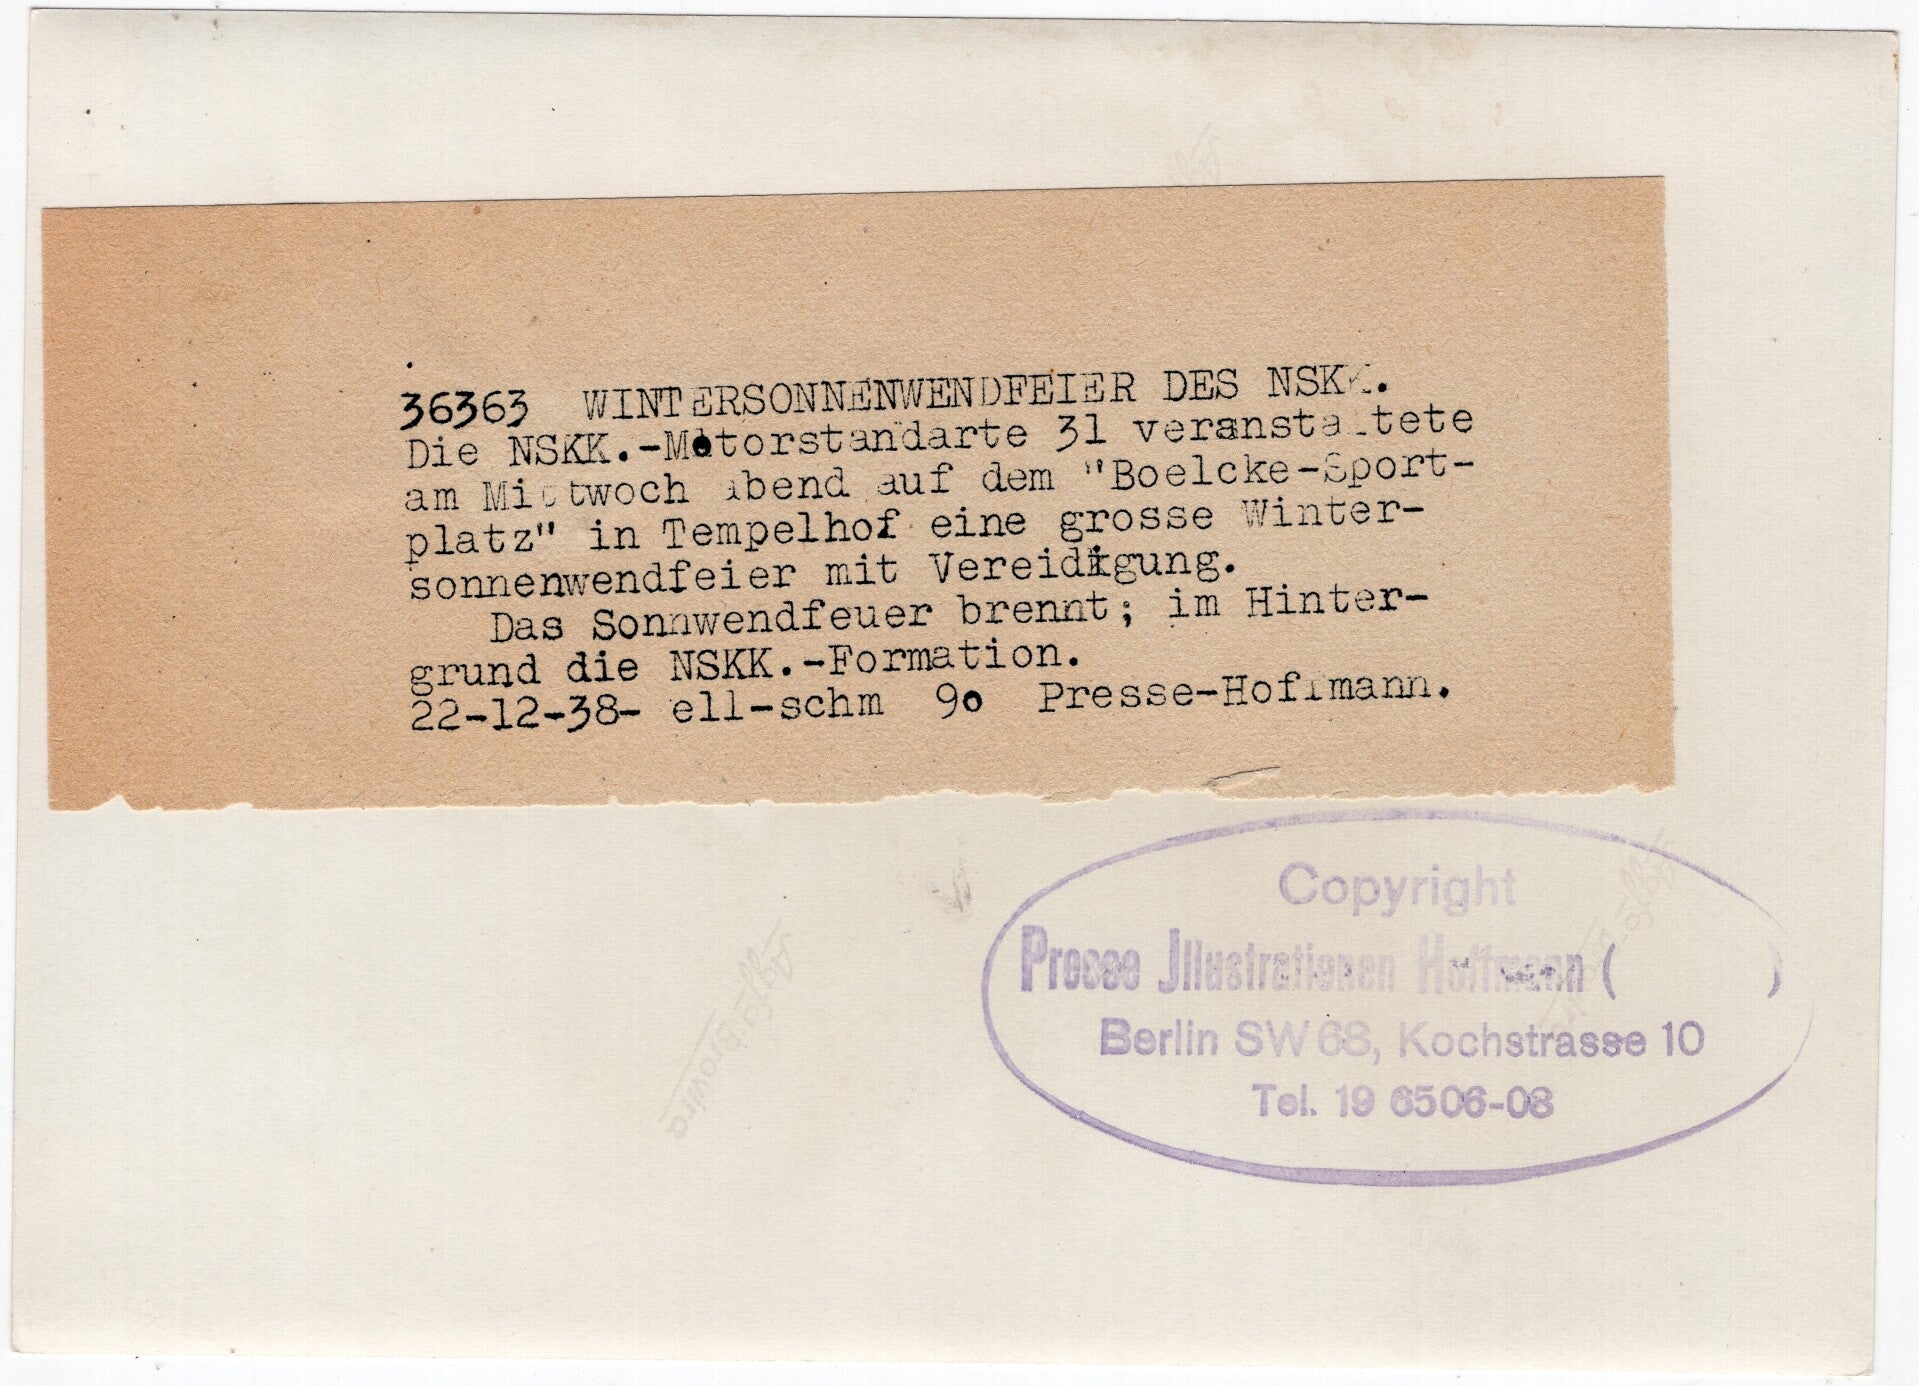 36363 WINTERSONNENWENDFEIER DES NSKK.
Die NSKK.-Motorstandarte 31 veranstaltete
am Mittwoch abend auf dem "Boelcke-Sport-
platz" in Tempelhof eine grosse Winter-
sonnenwendfeier mit Vereidigung.
Das Sonnwendfeuer brennt; im Hinter-
grund die NSKK.-Formation.
22-12-38- ell-schm 90 Presse-Hoffmann.
Copyright
Presse Jllustrationen Hoffmann ( )
Berlin SW 68, Kochstrasse 10
Tel. 19 6506-08
Agfa Brovira